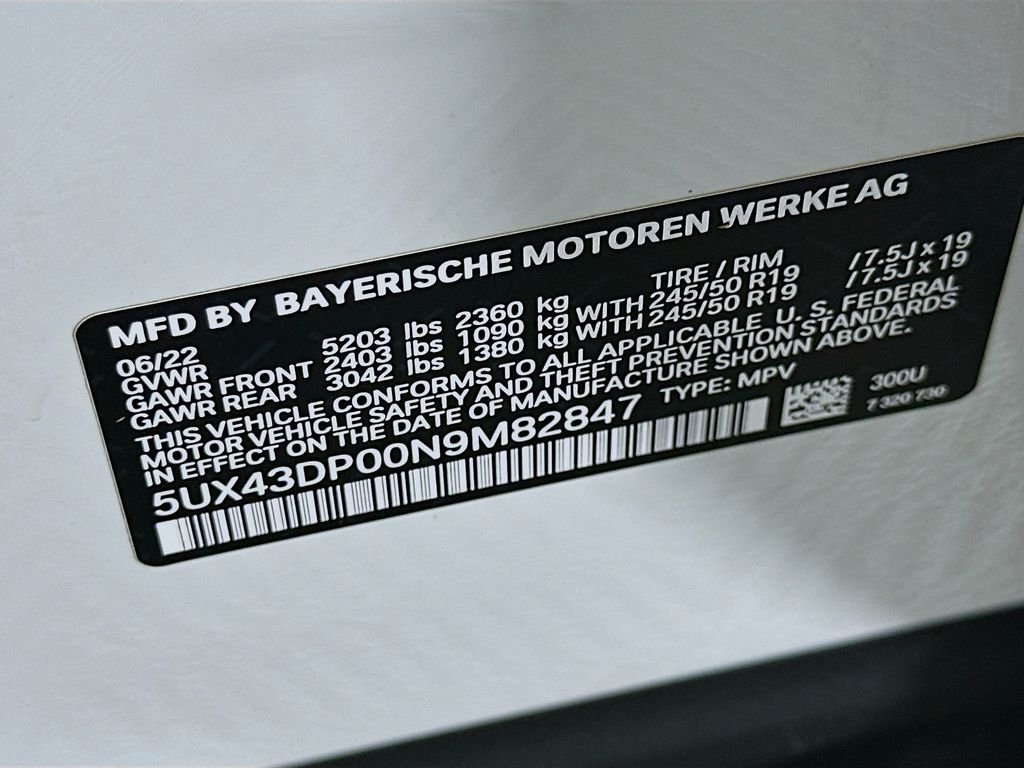 MFD BY BAYERISCHE MOTOREN WERKE AG
06/22 TIRE / RIM
GVWR 5203 lbs 2360 kg
GAWR FRONT 2403 lbs 1090 kg WITH 245/50 R19 / 7.5J x 19
GAWR REAR 3042 lbs 1380 kg WITH 245/50 R19 / 7.5J x 19
THIS VEHICLE CONFORMS TO ALL APPLICABLE U. S. FEDERAL
MOTOR VEHICLE SAFETY AND THEFT PREVENTION STANDARDS
IN EFFECT ON THE DATE OF MANUFACTURE SHOWN ABOVE.
5UX43DP00N9M82847 TYPE: MPV 300U
7 320 730